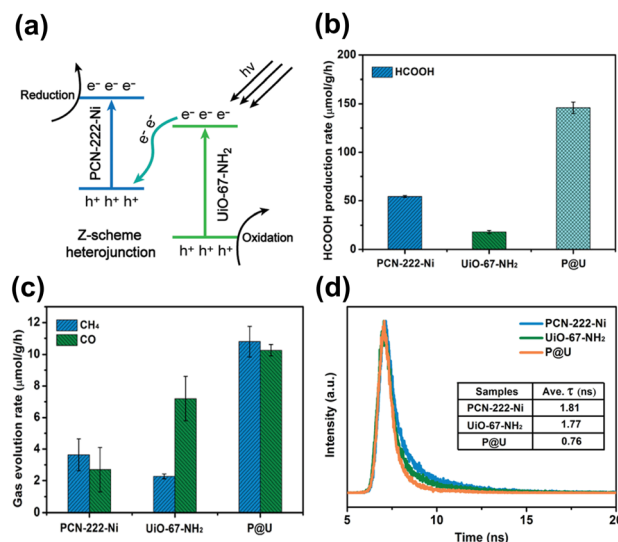 (a)
hν
e⁻ e⁻ e⁻
Reduction
e⁻ e⁻ e⁻
e⁻ e⁻
PCN-222-Ni
UiO-67-NH₂
h⁺ h⁺ h⁺
Z-scheme
heterojunction
h⁺ h⁺ h⁺
Oxidation
(b)
HCOOH production rate (μmol/g/h)
200
150
100
50
0
HCOOH
PCN-222-Ni UiO-67-NH₂ P@U
(c)
Gas evolution rate (μmol/g/h)
12
10
8
6
4
2
0
CH₄
CO
PCN-222-Ni UiO-67-NH₂ P@U
(d)
Intensity (a.u.)
PCN-222-Ni
UiO-67-NH₂
P@U
Samples Ave. τ (ns)
PCN-222-Ni 1.81
UiO-67-NH₂ 1.77
P@U 0.76
5 10 15 20
Time (ns)